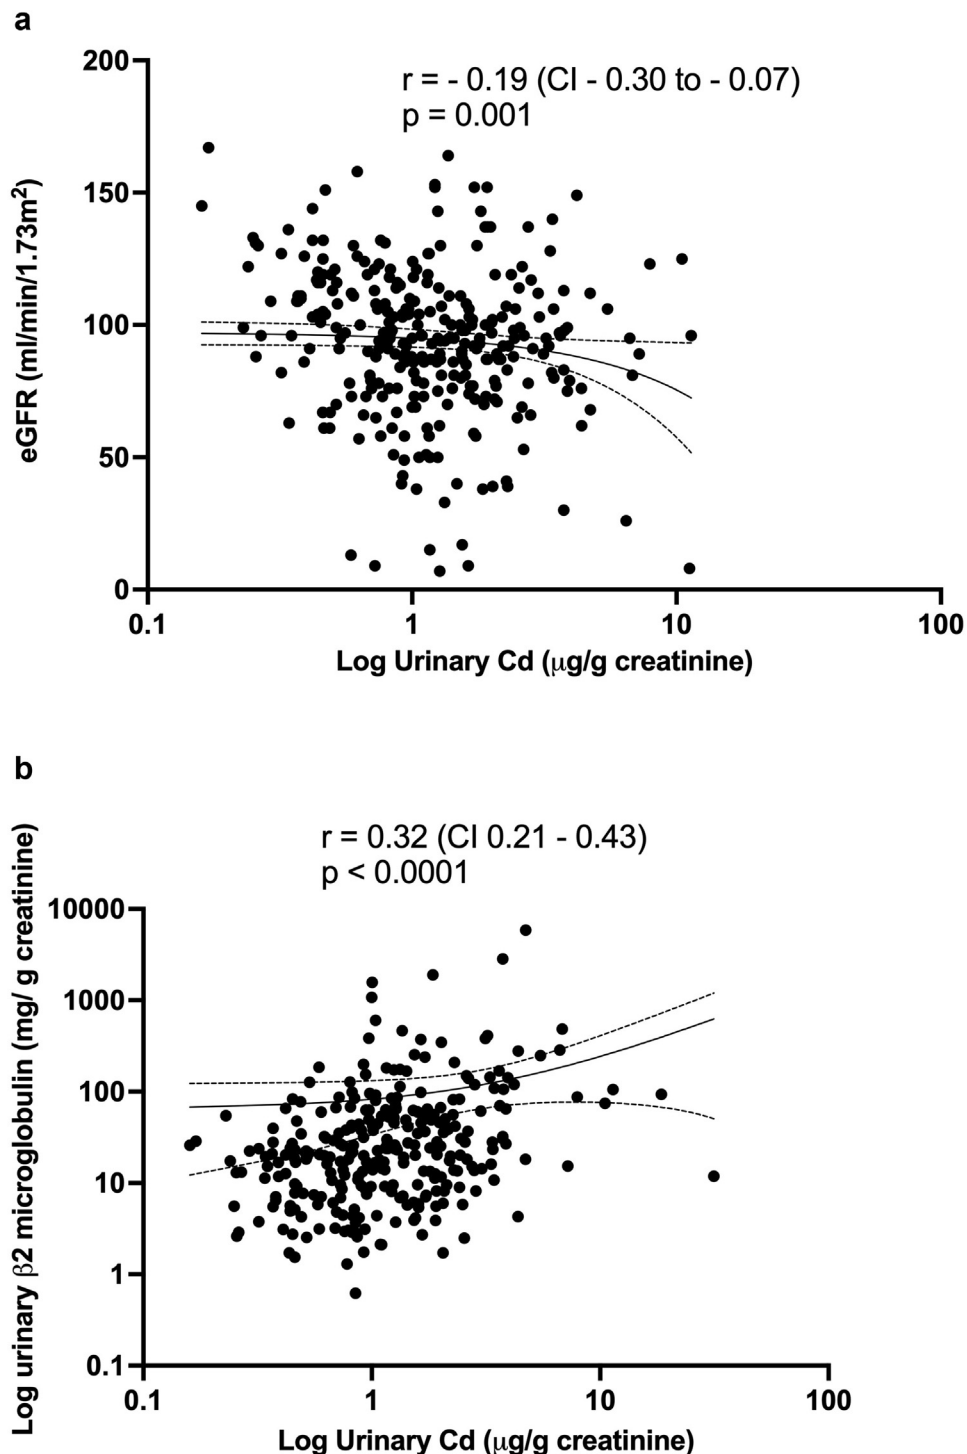 a
r = - 0.19 (CI - 0.30 to - 0.07)
p = 0.001
eGFR (ml/min/1.73m²)
200
150
100
50
0
0.1 1 10 100
Log Urinary Cd (μg/g creatinine)
b
r = 0.32 (CI 0.21 - 0.43)
p < 0.0001
Log urinary β2 microglobulin (mg/ g creatinine)
10000
1000
100
10
1
0.1
0.1 1 10 100
Log Urinary Cd (μg/g creatinine)